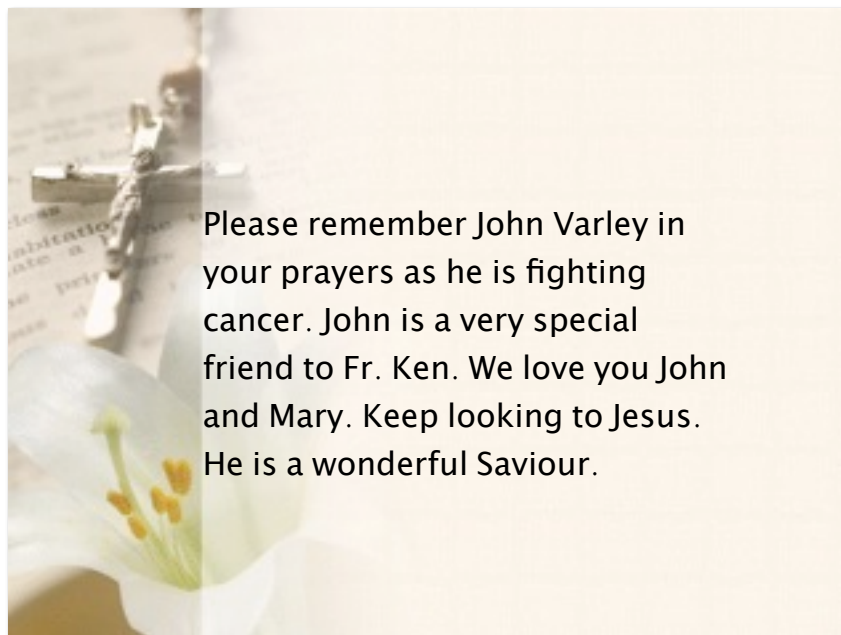 Please remember John Varley in
your prayers as he is fighting
cancer. John is a very special
friend to Fr. Ken. We love you John
and Mary. Keep looking to Jesus.
He is a wonderful Saviour.